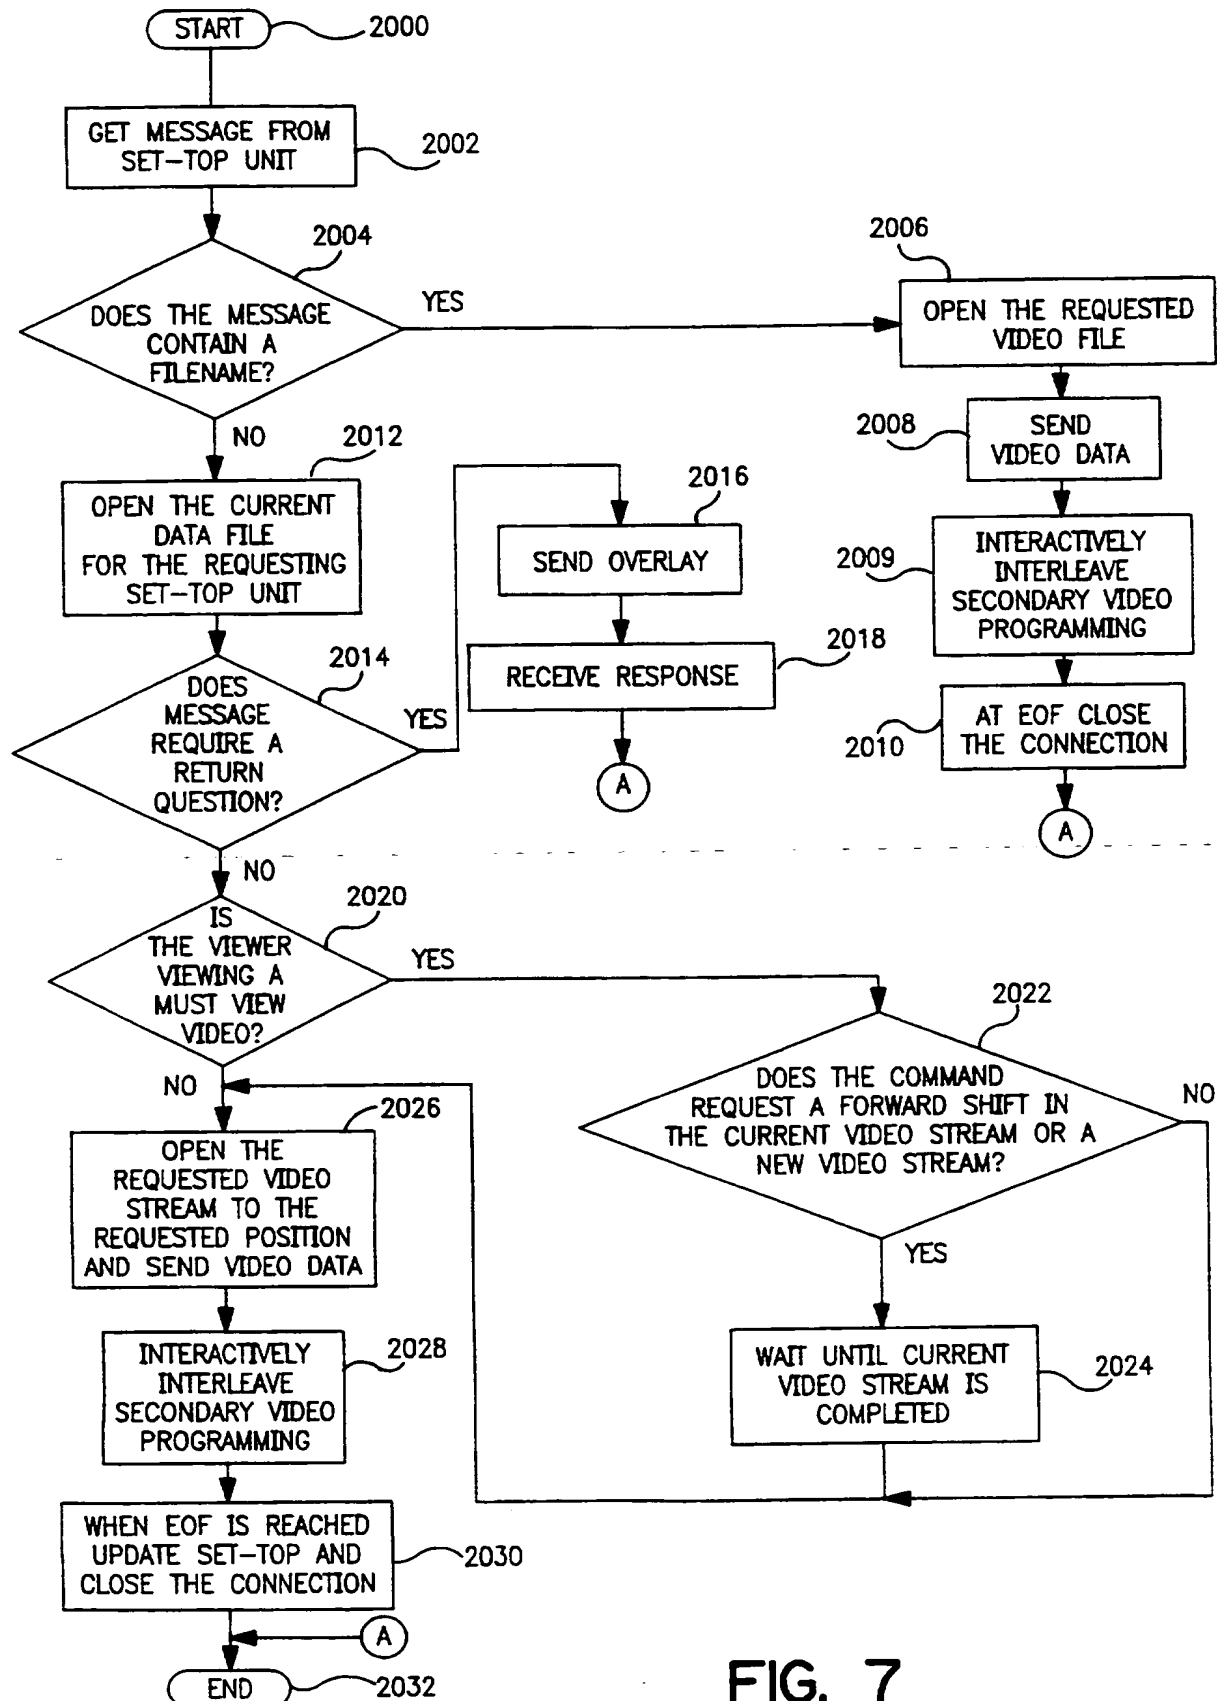 START
2000
GET MESSAGE FROM
SET-TOP UNIT
2002
2004
DOES THE MESSAGE
CONTAIN A
FILENAME?
YES
NO
2006
OPEN THE REQUESTED
VIDEO FILE
2008
SEND
VIDEO DATA
2009
INTERACTIVELY
INTERLEAVE
SECONDARY VIDEO
PROGRAMMING
2010
AT EOF CLOSE
THE CONNECTION
A
2012
OPEN THE CURRENT
DATA FILE
FOR THE REQUESTING
SET-TOP UNIT
2014
DOES
MESSAGE
REQUIRE A
RETURN
QUESTION?
YES
NO
2016
SEND OVERLAY
RECEIVE RESPONSE
2018
A
2020
IS
THE VIEWER
VIEWING A
MUST VIEW
VIDEO?
YES
NO
2022
DOES THE COMMAND
REQUEST A FORWARD SHIFT IN
THE CURRENT VIDEO STREAM OR A
NEW VIDEO STREAM?
NO
YES
WAIT UNTIL CURRENT
VIDEO STREAM IS
COMPLETED
2024
2026
OPEN THE
REQUESTED VIDEO
STREAM TO THE
REQUESTED POSITION
AND SEND VIDEO DATA
INTERACTIVELY
INTERLEAVE
SECONDARY VIDEO
PROGRAMMING
2028
WHEN EOF IS REACHED
UPDATE SET-TOP AND
CLOSE THE CONNECTION
2030
A
END
2032
FIG. 7